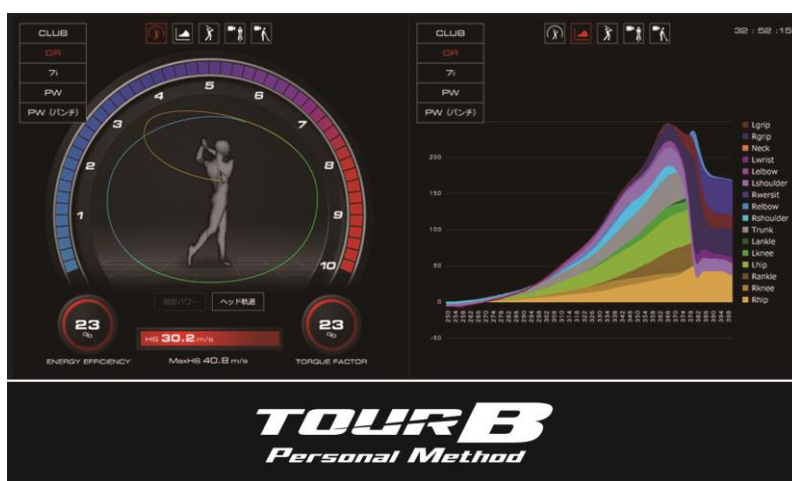 CLUB
DR
7i
PW
PW (パンチ)
1
2
3
4
5
6
7
8
9
10
ヘッド軌道
23
%
ENERGY EFFICIENCY
HS 30.2 m/s
MaxHS 40.8 m/s
23
%
TORQUE FACTOR
CLUB
DR
7i
PW
PW (パンチ)
32 : 52 : 15
200
150
100
50
0
-50
Lgrip
Rgrip
Neck
Lwrist
Lelbow
Lshoulder
Rwersit
Relbow
Rshoulder
Trunk
Lankle
Lknee
Lhip
Rankle
Rknee
Rhip
TOUR B
Personal Method